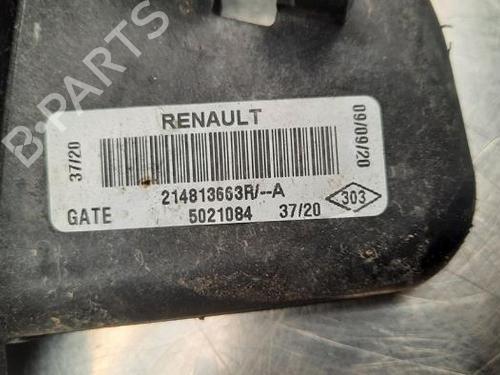 RENAULT
37/20
09/09/20
214813663R/--A
303
GATE 5021084 37/20
B-PARTS